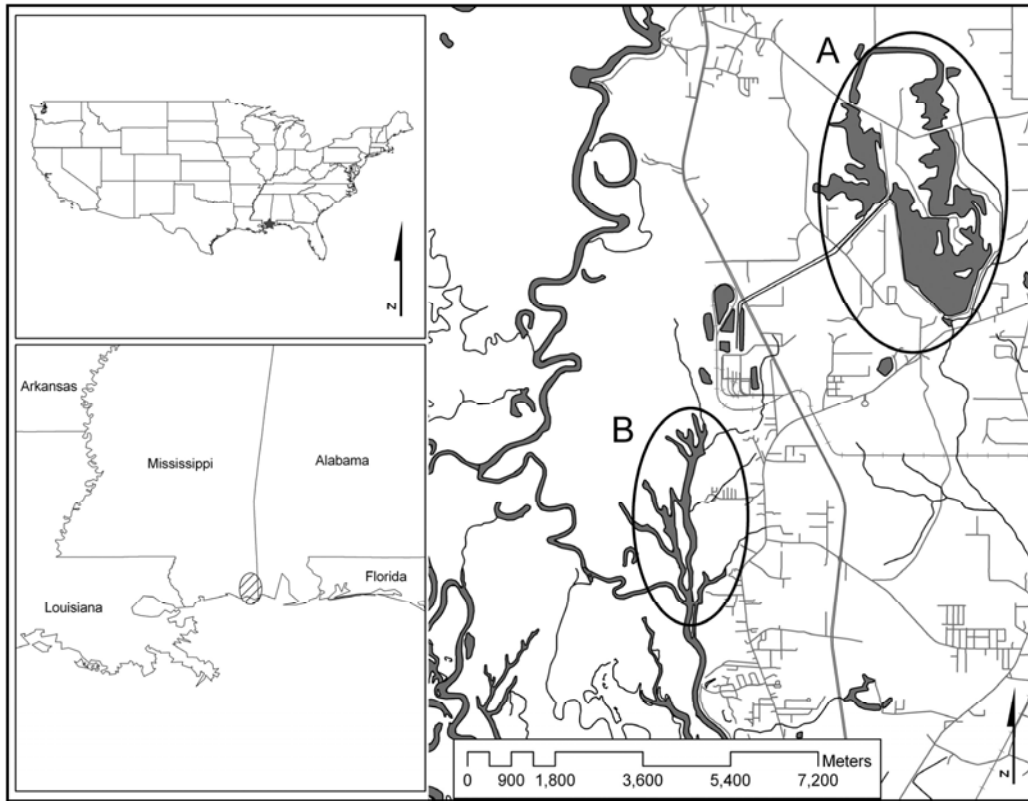 N
Arkansas
Mississippi
Alabama
Louisiana
Florida
A
B
Meters
0 900 1,800 3,600 5,400 7,200
N